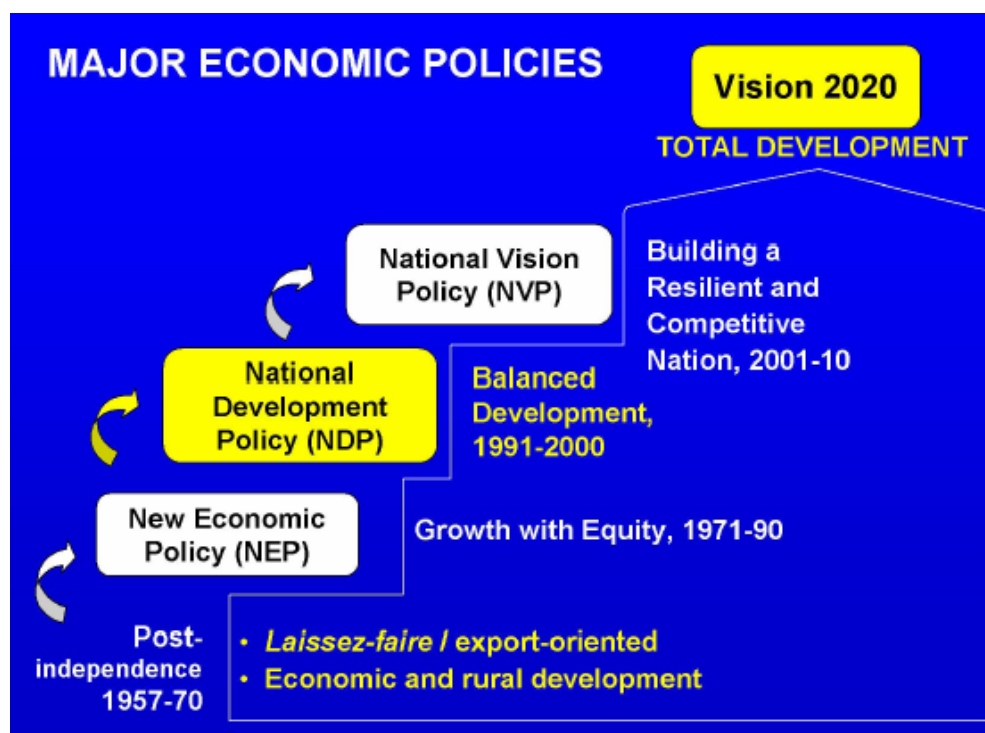 MAJOR ECONOMIC POLICIES
Vision 2020
TOTAL DEVELOPMENT
National Vision
Policy (NVP)
Building a
Resilient and
Competitive
Nation, 2001-10
National
Development
Policy (NDP)
Balanced
Development,
1991-2000
New Economic
Policy (NEP)
Growth with Equity, 1971-90
Post-
independence
1957-70
• Laissez-faire / export-oriented
• Economic and rural development